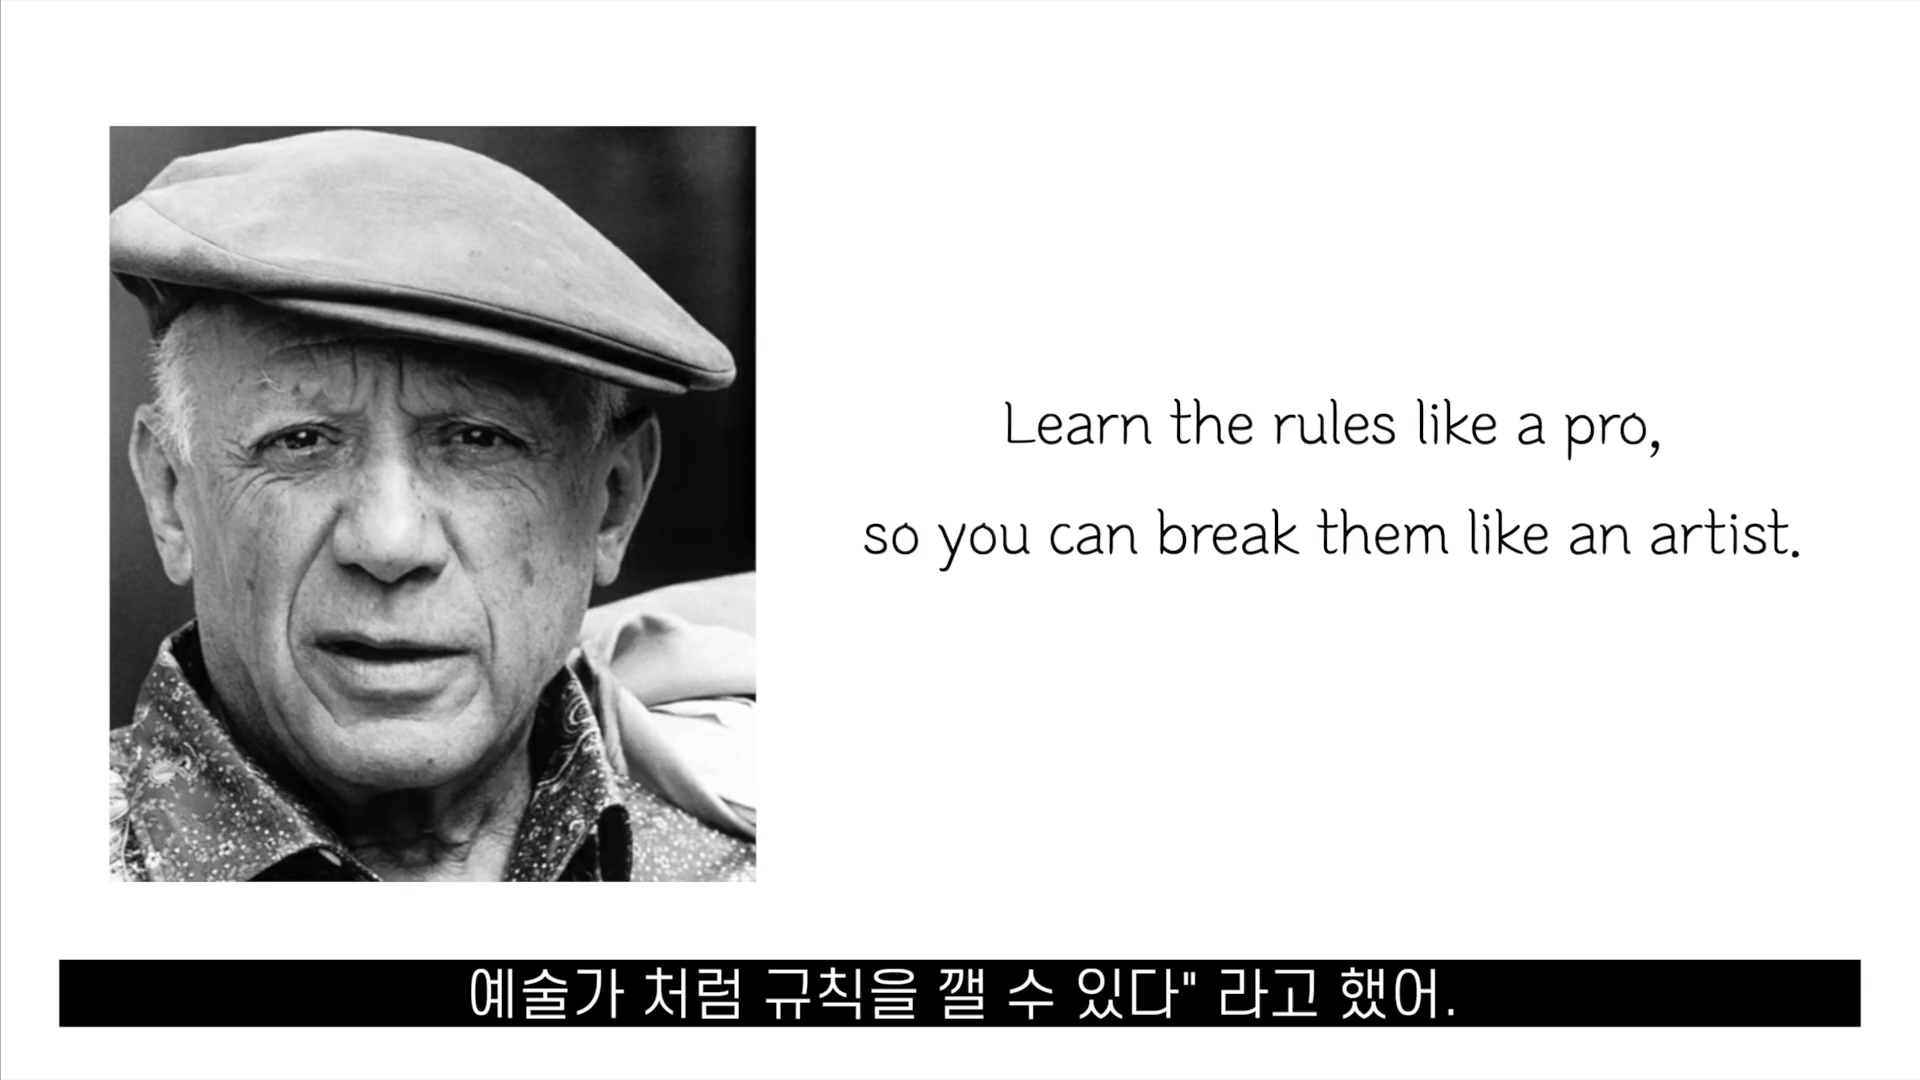 Learn the rules like a pro,
so you can break them like an artist.
예술가 처럼 규칙을 깰 수 있다" 라고 했어.